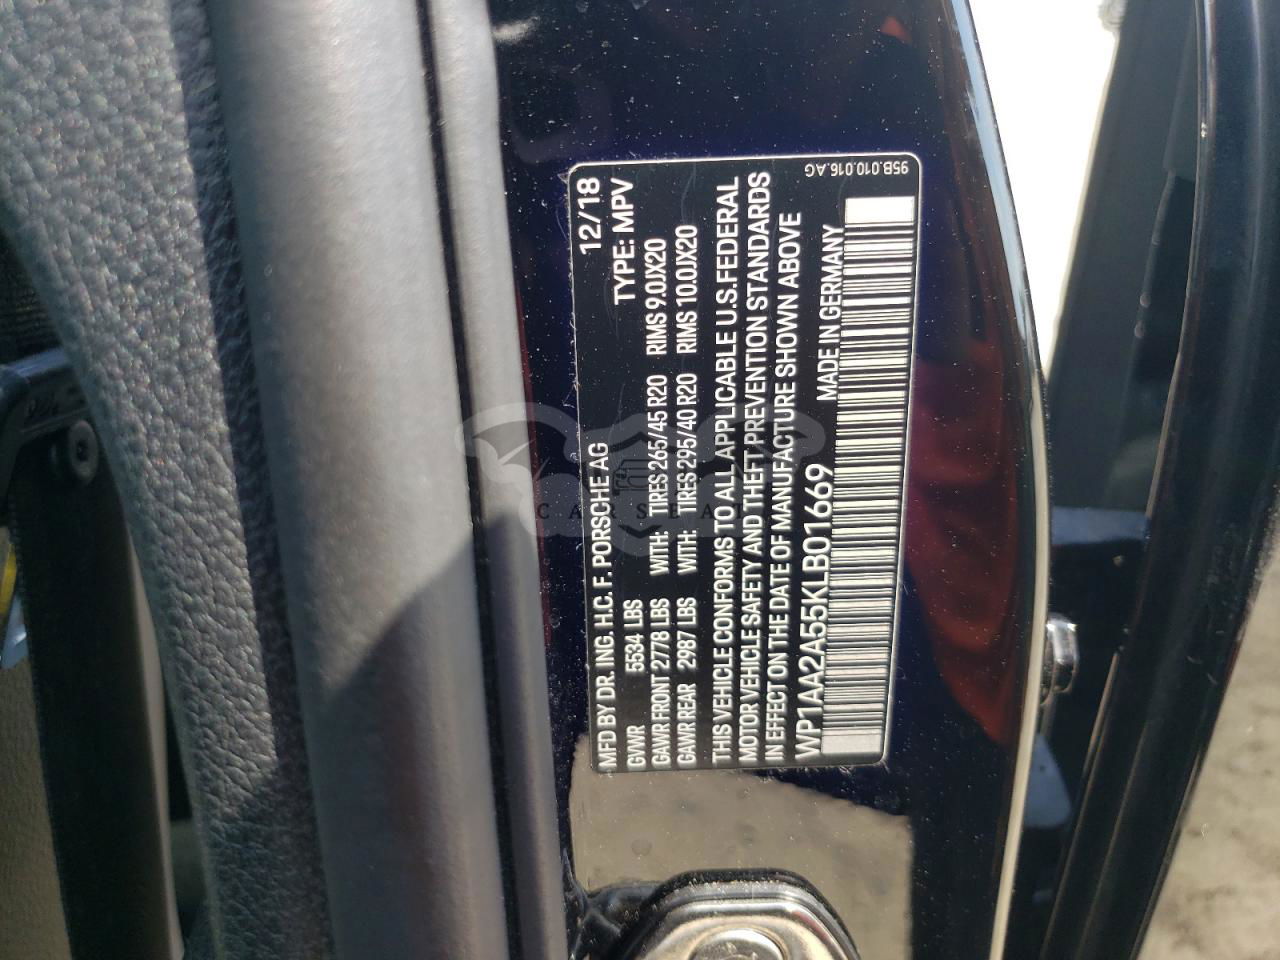 MFD BY DR. ING. H.C. F. PORSCHE AG 12/18
GVWR 5534 LBS TYPE: MPV
GAWR FRONT 2778 LBS WITH: TIRES 265/45 R20 RIMS 9.0JX20
GAWR REAR 2987 LBS WITH: TIRES 295/40 R20 RIMS 10.0JX20
THIS VEHICLE CONFORMS TO ALL APPLICABLE U.S. FEDERAL
MOTOR VEHICLE SAFETY AND THEFT PREVENTION STANDARDS
IN EFFECT ON THE DATE OF MANUFACTURE SHOWN ABOVE
WP1AA2A55KLB01669 MADE IN GERMANY
95B.010.016.AG
CARSEAT